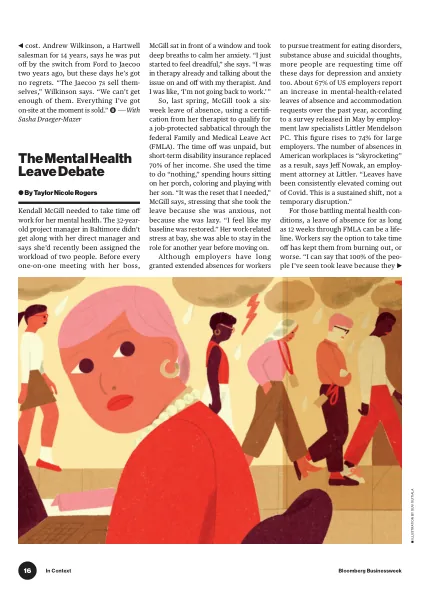 ◀ cost. Andrew Wilkinson, a Hartwell
salesman for 14 years, says he was put
off by the switch from Ford to Jaecoo
two years ago, but these days he's got
no regrets. "The Jaecoo 7s sell them-
selves," Wilkinson says. "We can't get
enough of them. Everything I've got
on-site at the moment is sold." —With
Sasha Draeger-Mazer
The Mental Health
Leave Debate
● By Taylor Nicole Rogers
Kendall McGill needed to take time off
work for her mental health. The 32-year-
old project manager in Baltimore didn't
get along with her direct manager and
says she'd recently been assigned the
workload of two people. Before every
one-on-one meeting with her boss,
McGill sat in front of a window and took
deep breaths to calm her anxiety. "I just
started to feel dreadful," she says. "I was
in therapy already and talking about the
issue on and off with my therapist. And
I was like, 'I'm not going back to work.'"
So, last spring, McGill took a six-
week leave of absence, using a certifi-
cation from her therapist to qualify for
a job-protected sabbatical through the
federal Family and Medical Leave Act
(FMLA). The time off was unpaid, but
short-term disability insurance replaced
70% of her income. She used the time
to do "nothing," spending hours sitting
on her porch, coloring and playing with
her son. "It was the reset that I needed,"
McGill says, stressing that she took the
leave because she was anxious, not
because she was lazy. "I feel like my
baseline was restored." Her work-related
stress at bay, she was able to stay in the
role for another year before moving on.
Although employers have long
granted extended absences for workers
to pursue treatment for eating disorders,
substance abuse and suicidal thoughts,
more people are requesting time off
these days for depression and anxiety
too. About 67% of US employers report
an increase in mental-health-related
leaves of absence and accommodation
requests over the past year, according
to a survey released in May by employ-
ment law specialists Littler Mendelson
PC. This figure rises to 74% for large
employers. The number of absences in
American workplaces is "skyrocketing"
as a result, says Jeff Nowak, an employ-
ment attorney at Littler. "Leaves have
been consistently elevated coming out
of Covid. This is a sustained shift, not a
temporary disruption."
For those battling mental health con-
ditions, a leave of absence for as long
as 12 weeks through FMLA can be a life-
line. Workers say the option to take time
off has kept them from burning out, or
worse. "I can say that 100% of the peo-
ple I've seen took leave because they ▶
16
In Context
Bloomberg Businessweek